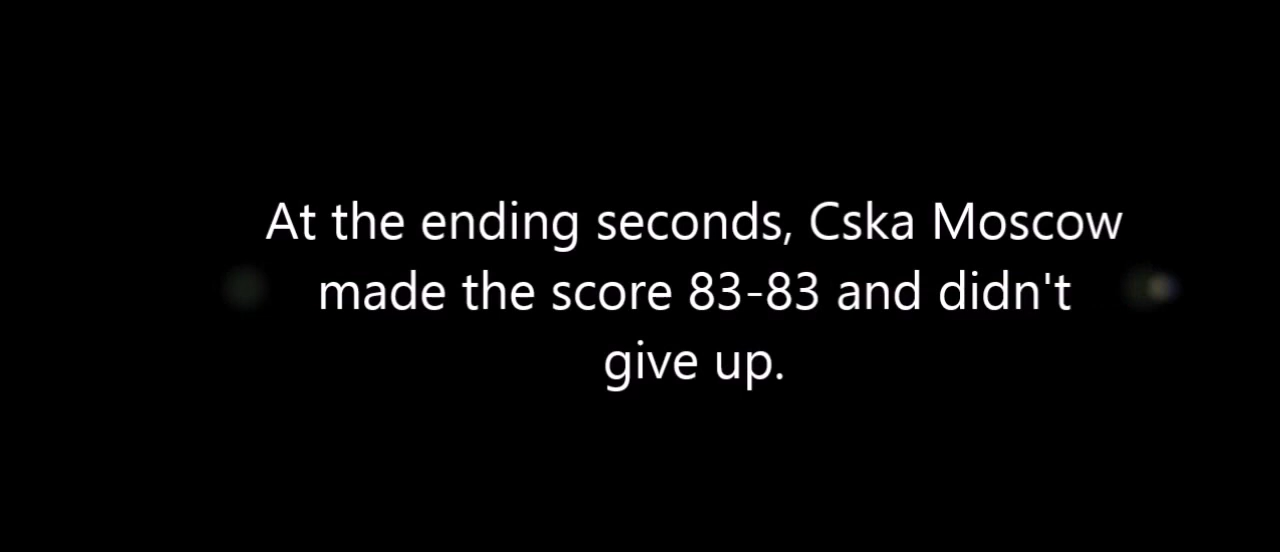 At the ending seconds, Cska Moscow
made the score 83-83 and didn't
give up.